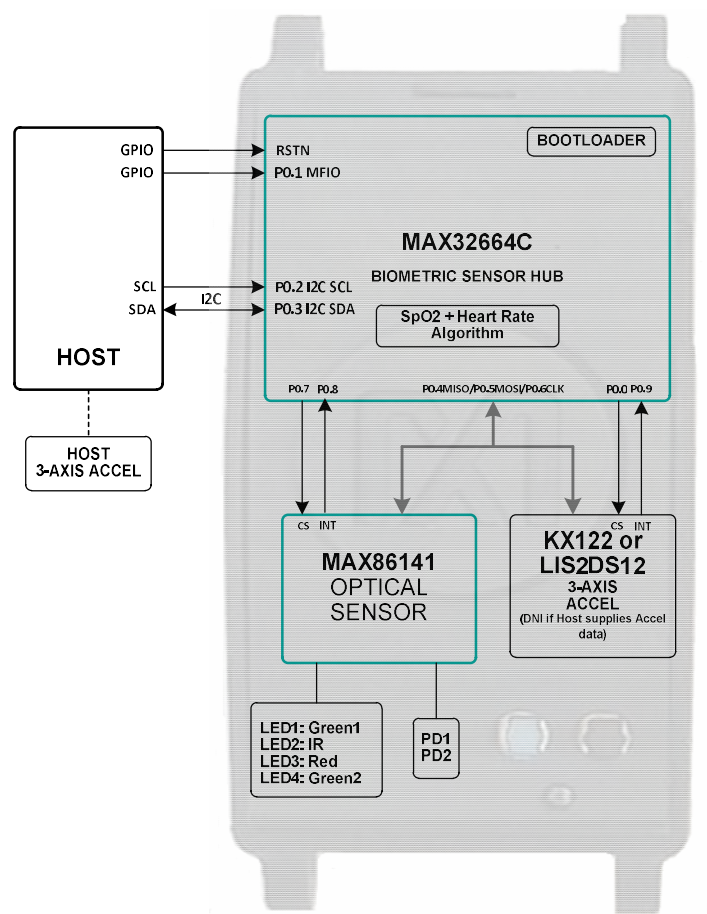 BOOTLOADER
GPIO
RSTN
GPIO
P0.1 MFIO
MAX32664C
BIOMETRIC SENSOR HUB
SCL
P0.2 I2C SCL
I2C
SDA
P0.3 I2C SDA
SpO2 + Heart Rate
Algorithm
HOST
P0.7 P0.8
P0.4MISO/P0.5MOSI/P0.6CLK
P0.0 P0.9
HOST
3-AXIS ACCEL
CS INT
CS INT
MAX86141
OPTICAL
SENSOR
KX122 or
LIS2DS12
3-AXIS
ACCEL
(DNI if Host supplies Accel
data)
LED1: Green1
LED2: IR
LED3: Red
LED4: Green2
PD1
PD2